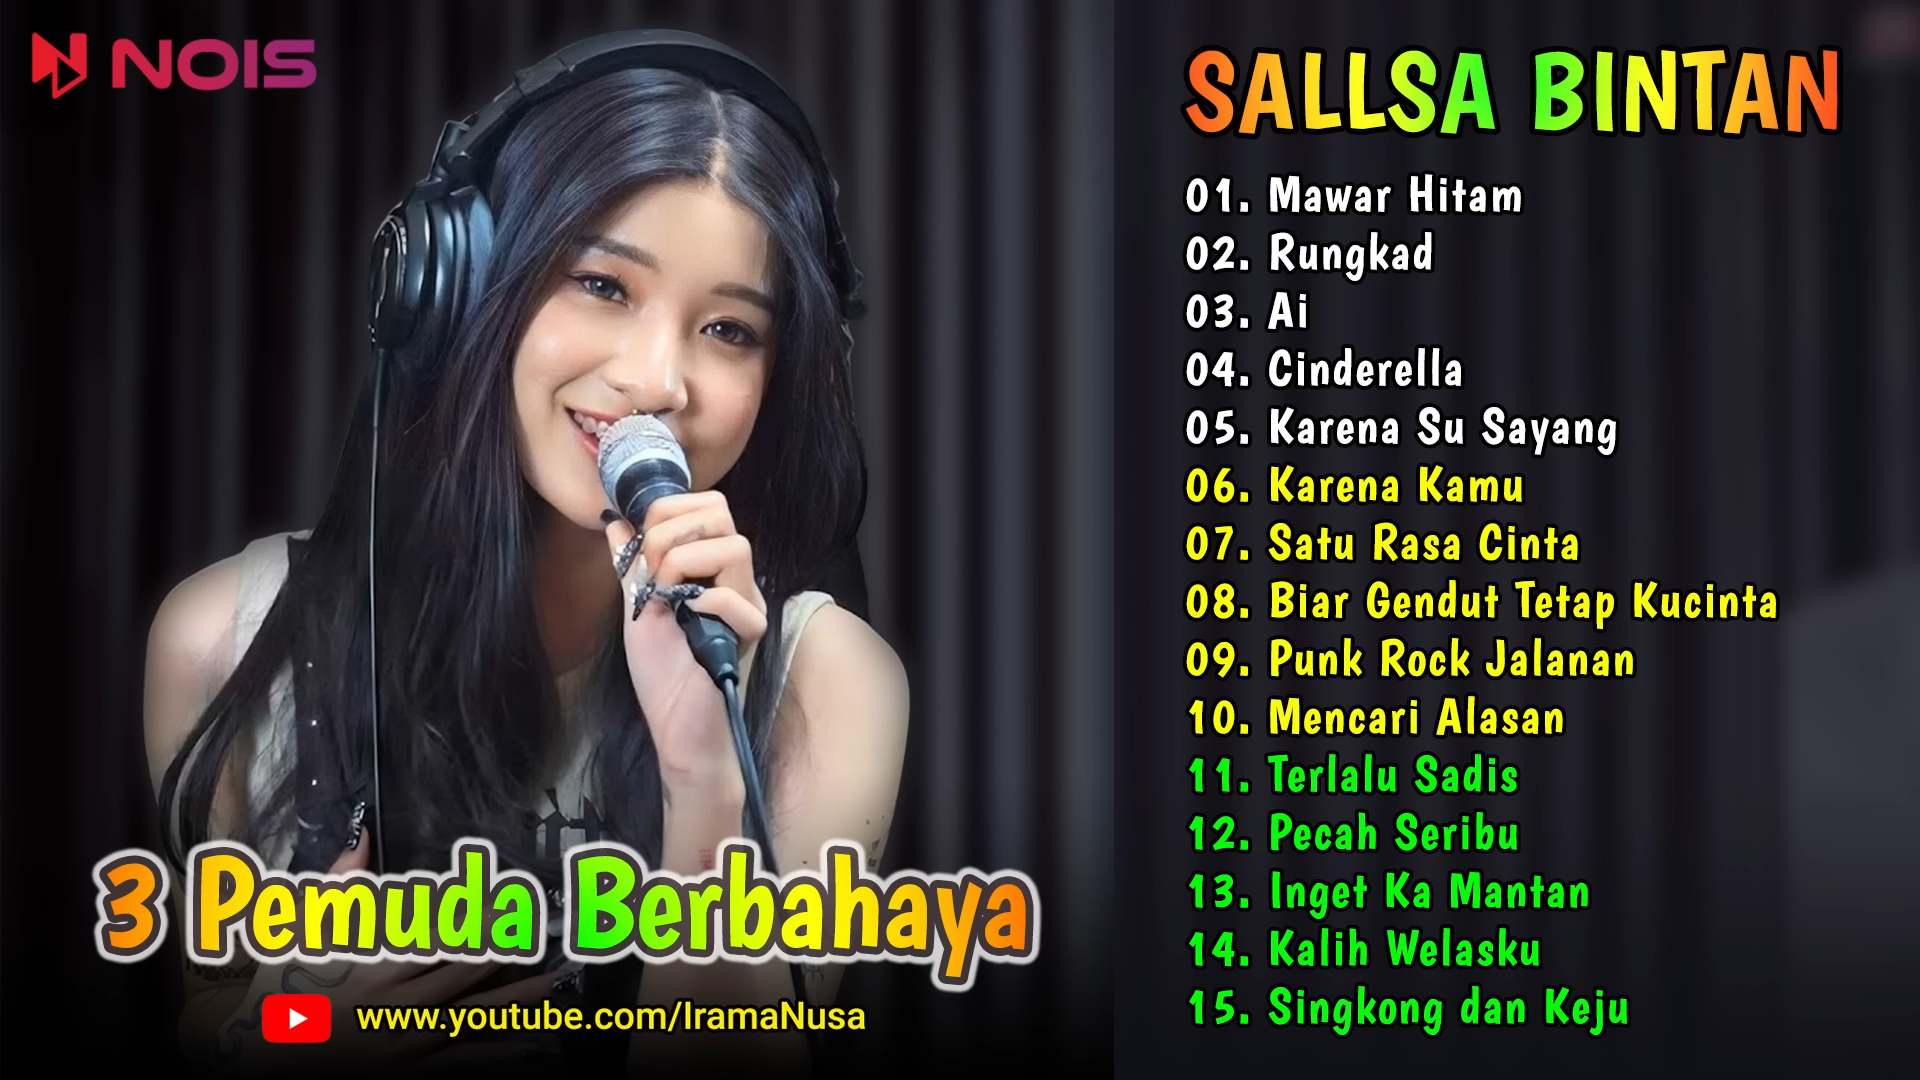 NOIS
SALLSA BINTAN
01. Mawar Hitam
02. Rungkad
03. Ai
04. Cinderella
05. Karena Su Sayang
06. Karena Kamu
07. Satu Rasa Cinta
08. Biar Gendut Tetap Kucinta
09. Punk Rock Jalanan
10. Mencari Alasan
11. Terlalu Sadis
12. Pecah Seribu
13. Inget Ka Mantan
14. Kalih Welasku
15. Singkong dan Keju
3 Pemuda Berbahaya
www.youtube.com/IramaNusa